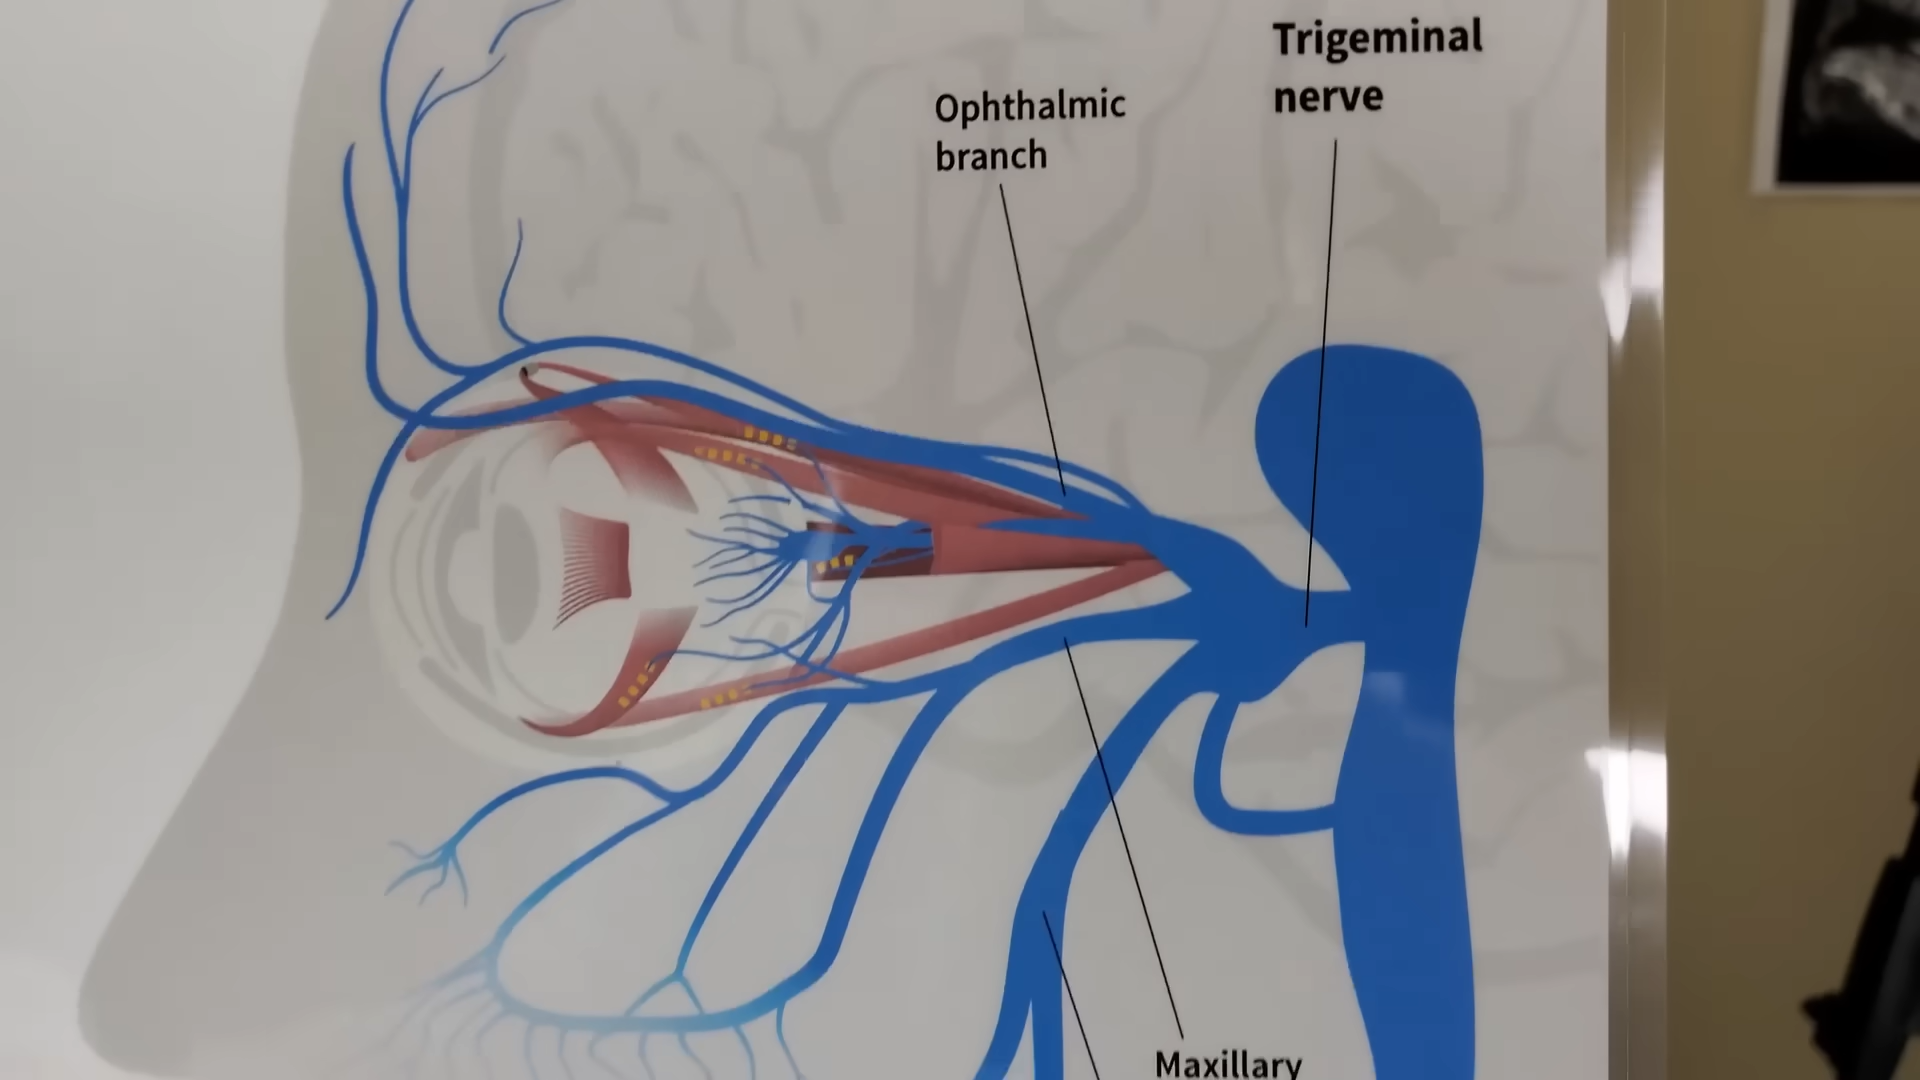 Trigeminal
nerve
Ophthalmic
branch
Maxillary